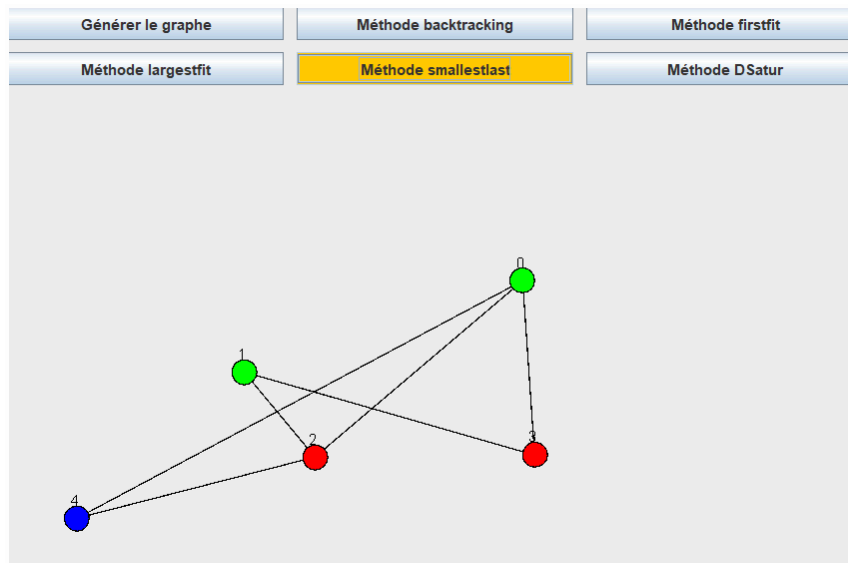 Générer le graphe
Méthode backtracking
Méthode firstfit
Méthode largestfit
Méthode smallestlast
Méthode DSatur
0
1
2
3
4